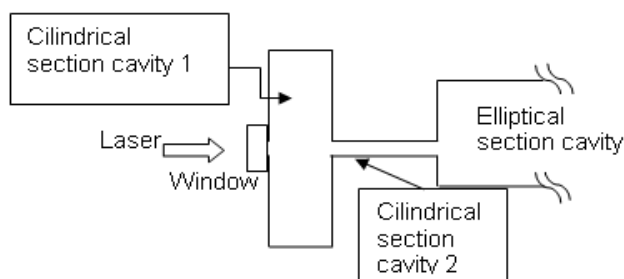 Cilindrical
section cavity 1
Laser
Window
Elliptical
section cavity
Cilindrical
section
cavity 2